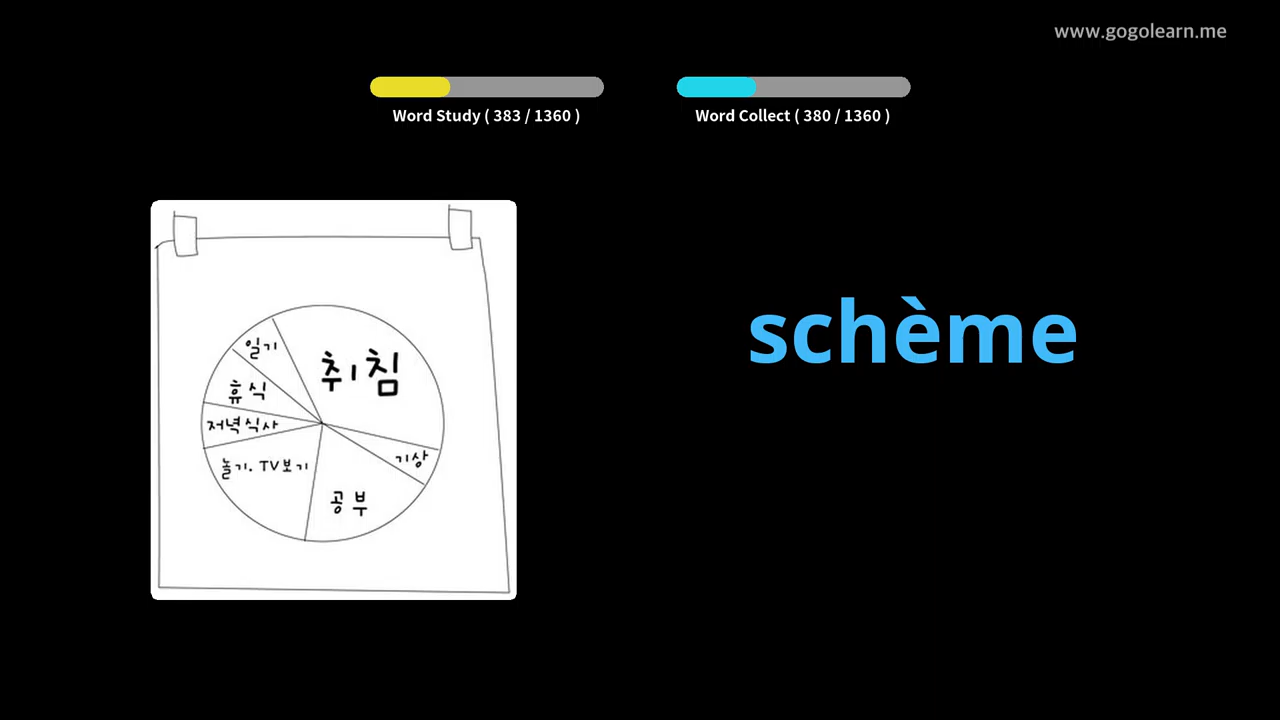 www.gogolearn.me
Word Study ( 383 / 1360 )
Word Collect ( 380 / 1360 )
일기
취침
휴식
저녁식사
놀기. TV보기
기상
공부
schème